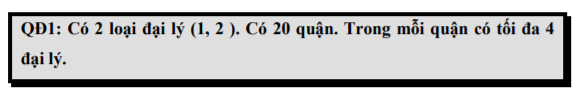 QĐ1: Có 2 loại đại lý (1, 2 ). Có 20 quận. Trong mỗi quận có tối đa 4
đại lý.